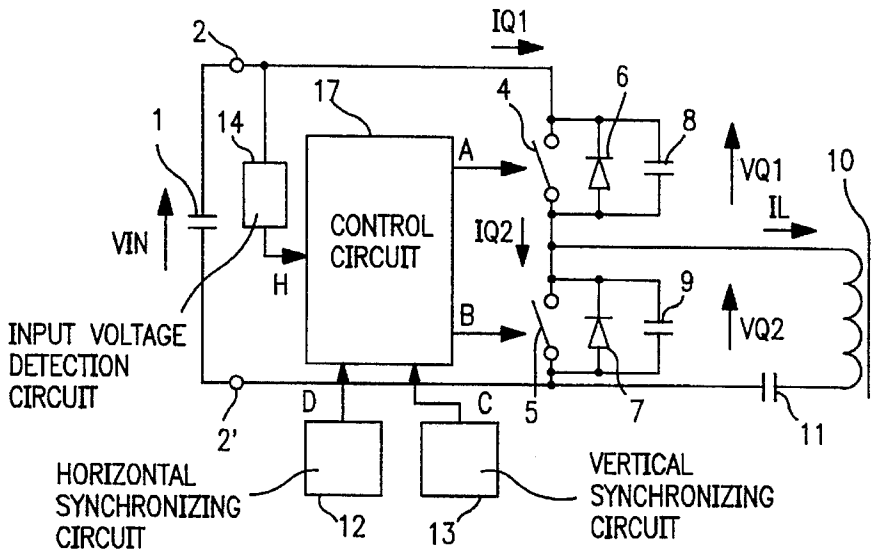 2
IQ1
17
4
6
8
1
14
A
VQ1
10
VIN
CONTROL
CIRCUIT
IQ2
IL
H
9
B
VQ2
INPUT VOLTAGE
DETECTION
CIRCUIT
2'
D
C
5
7
11
HORIZONTAL
SYNCHRONIZING
CIRCUIT
12
13
VERTICAL
SYNCHRONIZING
CIRCUIT